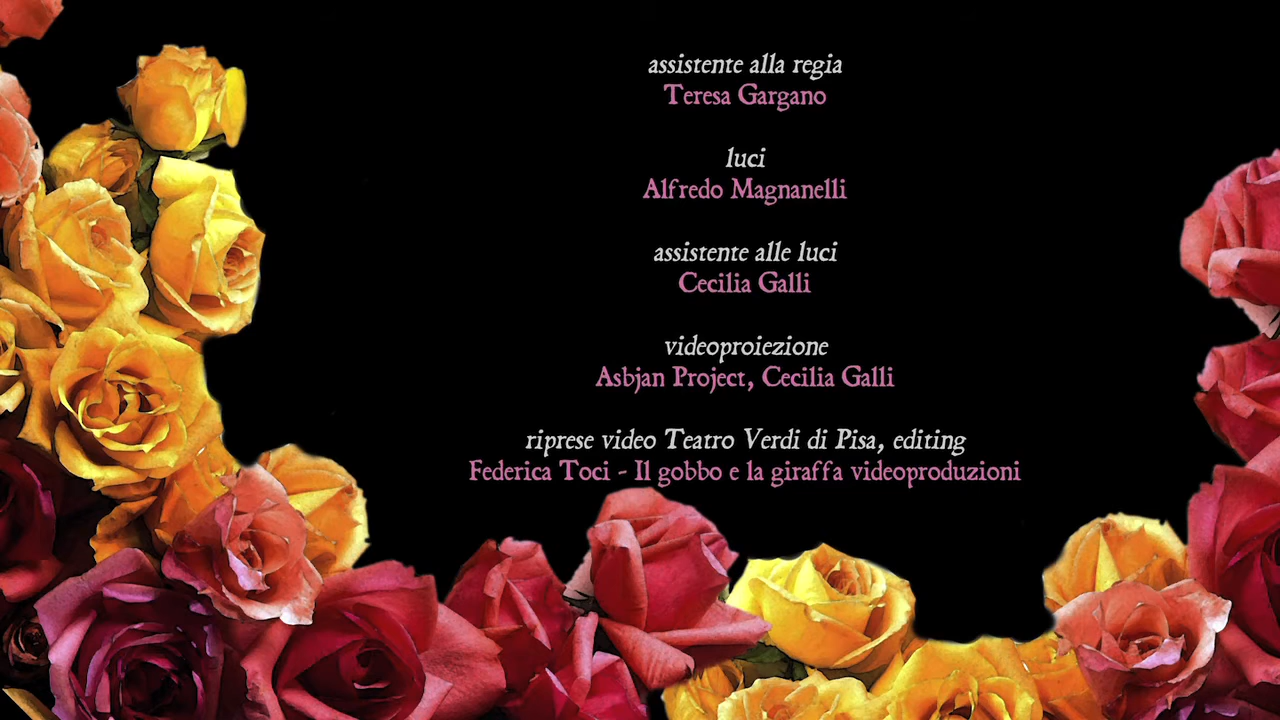 assistente alla regia
Teresa Gargano
luci
Alfredo Magnanelli
assistente alle luci
Cecilia Galli
videoproiezione
Asbjan Project, Cecilia Galli
riprese video Teatro Verdi di Pisa, editing
Federica Toci - Il gobbo e la giraffa videoproduzioni